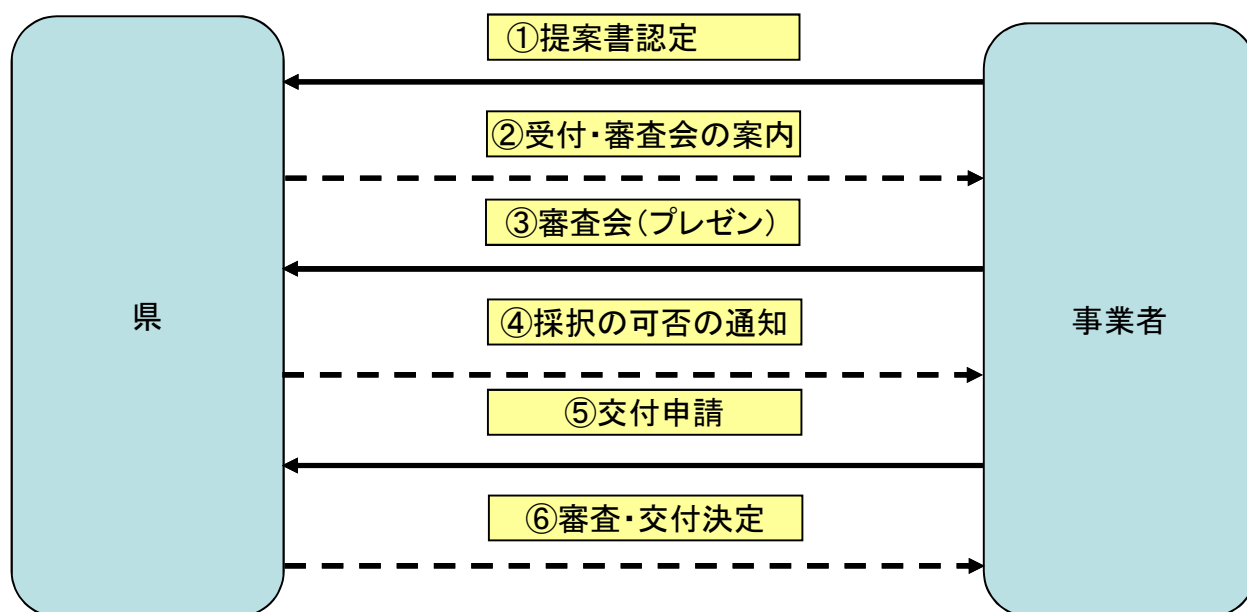 ①提案書認定
②受付・審査会の案内
③審査会(プレゼン)
県
④採択の可否の通知
事業者
⑤交付申請
⑥審査・交付決定